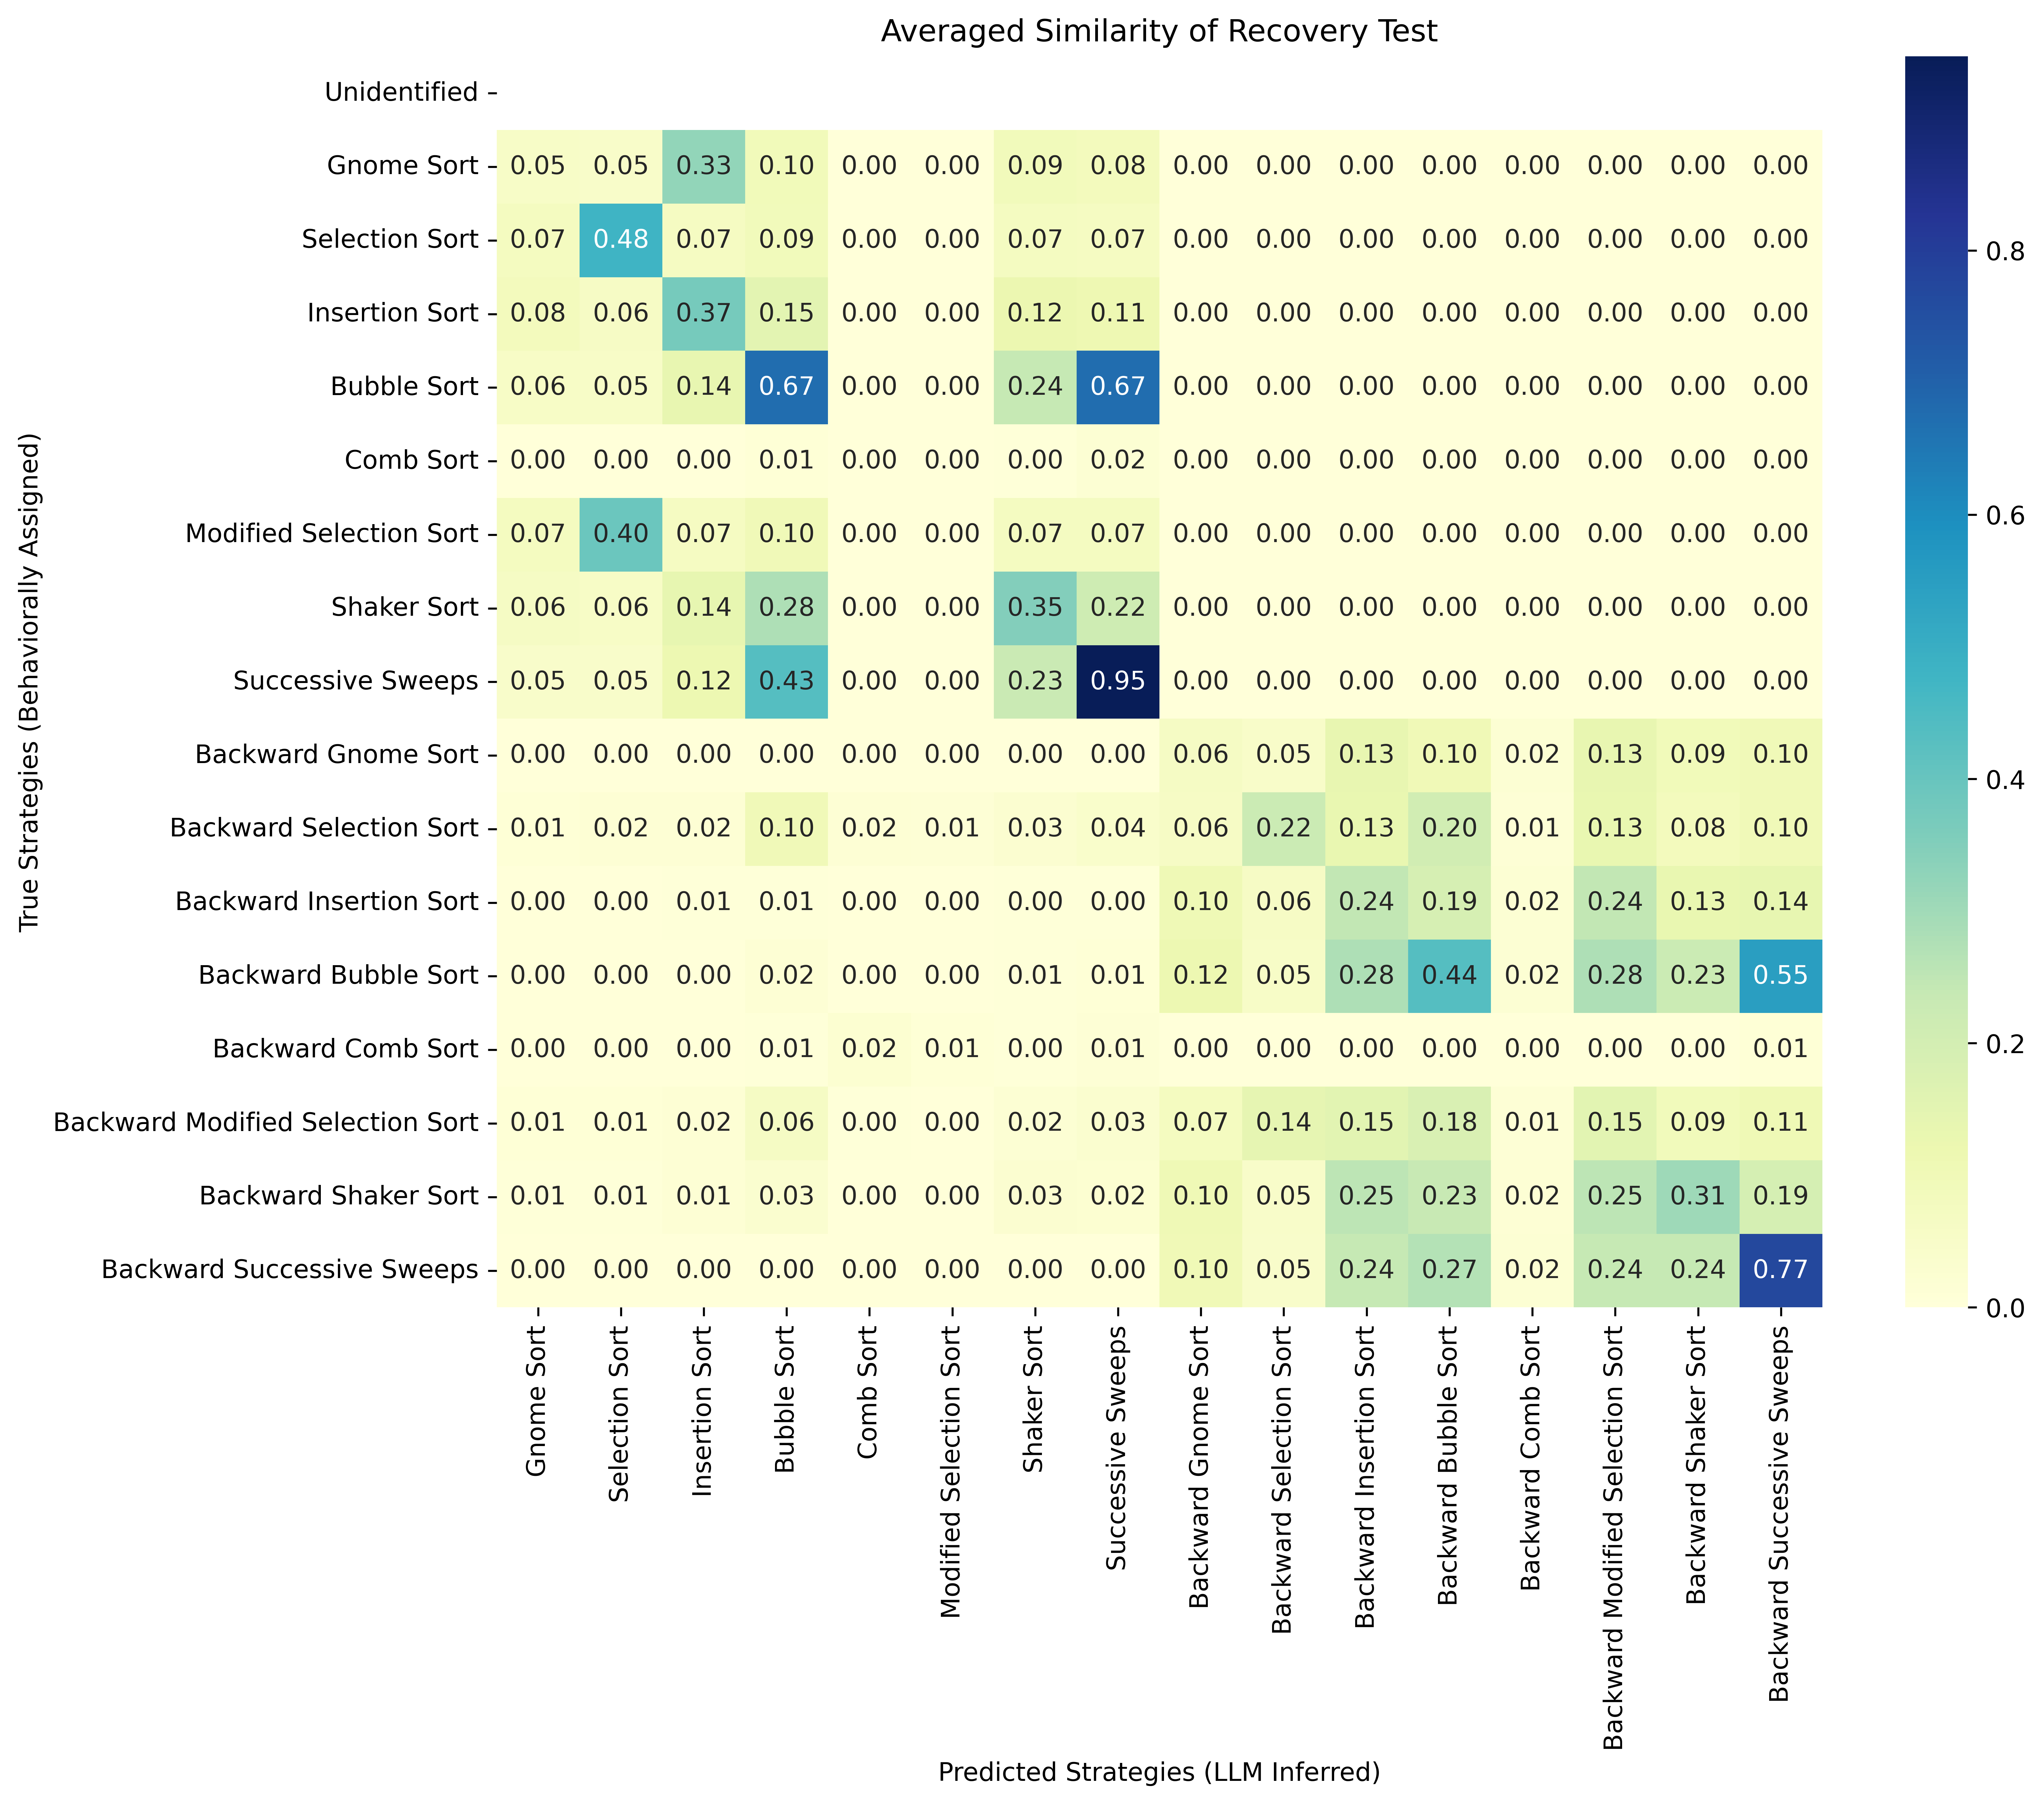 Averaged Similarity of Recovery Test
Unidentified
Gnome Sort 0.05 0.05 0.33 0.10 0.00 0.00 0.09 0.08 0.00 0.00 0.00 0.00 0.00 0.00 0.00 0.00
Selection Sort 0.07 0.48 0.07 0.09 0.00 0.00 0.07 0.07 0.00 0.00 0.00 0.00 0.00 0.00 0.00 0.00
Insertion Sort 0.08 0.06 0.37 0.15 0.00 0.00 0.12 0.11 0.00 0.00 0.00 0.00 0.00 0.00 0.00 0.00
Bubble Sort 0.06 0.05 0.14 0.67 0.00 0.00 0.24 0.67 0.00 0.00 0.00 0.00 0.00 0.00 0.00 0.00
Comb Sort 0.00 0.00 0.00 0.01 0.00 0.00 0.00 0.02 0.00 0.00 0.00 0.00 0.00 0.00 0.00 0.00
Modified Selection Sort 0.07 0.40 0.07 0.10 0.00 0.00 0.07 0.07 0.00 0.00 0.00 0.00 0.00 0.00 0.00 0.00
Shaker Sort 0.06 0.06 0.14 0.28 0.00 0.00 0.35 0.22 0.00 0.00 0.00 0.00 0.00 0.00 0.00 0.00
Successive Sweeps 0.05 0.05 0.12 0.43 0.00 0.00 0.23 0.95 0.00 0.00 0.00 0.00 0.00 0.00 0.00 0.00
Backward Gnome Sort 0.00 0.00 0.00 0.00 0.00 0.00 0.00 0.00 0.06 0.05 0.13 0.10 0.02 0.13 0.09 0.10
Backward Selection Sort 0.01 0.02 0.02 0.10 0.02 0.01 0.03 0.04 0.06 0.22 0.13 0.20 0.01 0.13 0.08 0.10
Backward Insertion Sort 0.00 0.00 0.01 0.01 0.00 0.00 0.00 0.00 0.10 0.06 0.24 0.19 0.02 0.24 0.13 0.14
Backward Bubble Sort 0.00 0.00 0.00 0.02 0.00 0.00 0.01 0.01 0.12 0.05 0.28 0.44 0.02 0.28 0.23 0.55
Backward Comb Sort 0.00 0.00 0.00 0.01 0.02 0.01 0.00 0.01 0.00 0.00 0.00 0.00 0.00 0.00 0.00 0.01
Backward Modified Selection Sort 0.01 0.01 0.02 0.06 0.00 0.00 0.02 0.03 0.07 0.14 0.15 0.18 0.01 0.15 0.09 0.11
Backward Shaker Sort 0.01 0.01 0.01 0.03 0.00 0.00 0.03 0.02 0.10 0.05 0.25 0.23 0.02 0.25 0.31 0.19
Backward Successive Sweeps 0.00 0.00 0.00 0.00 0.00 0.00 0.00 0.00 0.10 0.05 0.24 0.27 0.02 0.24 0.24 0.77
True Strategies (Behaviorally Assigned)
Gnome Sort
Selection Sort
Insertion Sort
Bubble Sort
Comb Sort
Modified Selection Sort
Shaker Sort
Successive Sweeps
Backward Gnome Sort
Backward Selection Sort
Backward Insertion Sort
Backward Bubble Sort
Backward Comb Sort
Backward Modified Selection Sort
Backward Shaker Sort
Backward Successive Sweeps
Predicted Strategies (LLM Inferred)
0.8
0.6
0.4
0.2
0.0